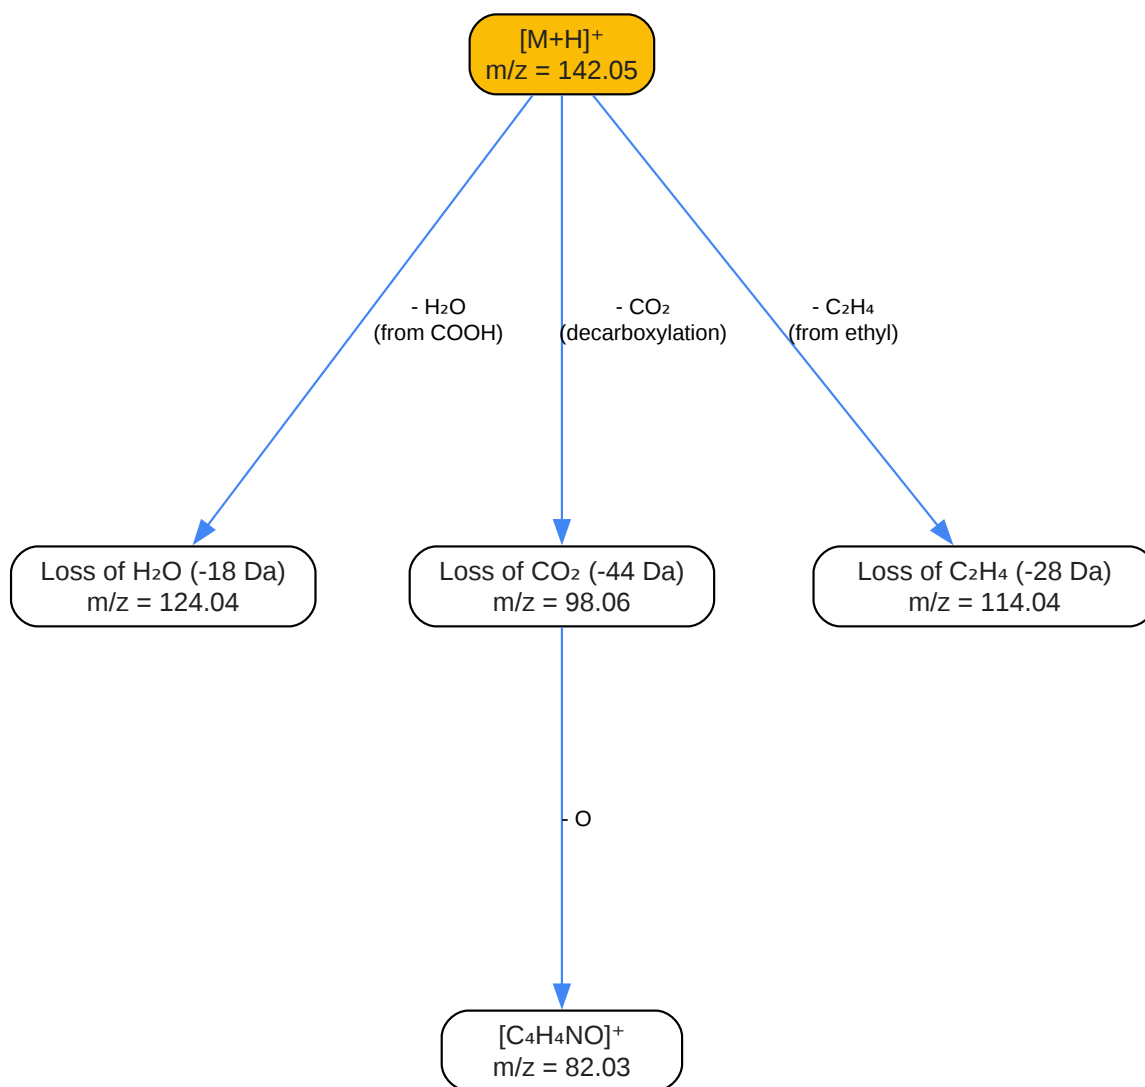 [M+H]⁺
m/z = 142.05
- H₂O
(from COOH)
- CO₂
(decarboxylation)
- C₂H₄
(from ethyl)
Loss of H₂O (-18 Da)
m/z = 124.04
Loss of CO₂ (-44 Da)
m/z = 98.06
Loss of C₂H₄ (-28 Da)
m/z = 114.04
- O
[C₄H₄NO]⁺
m/z = 82.03